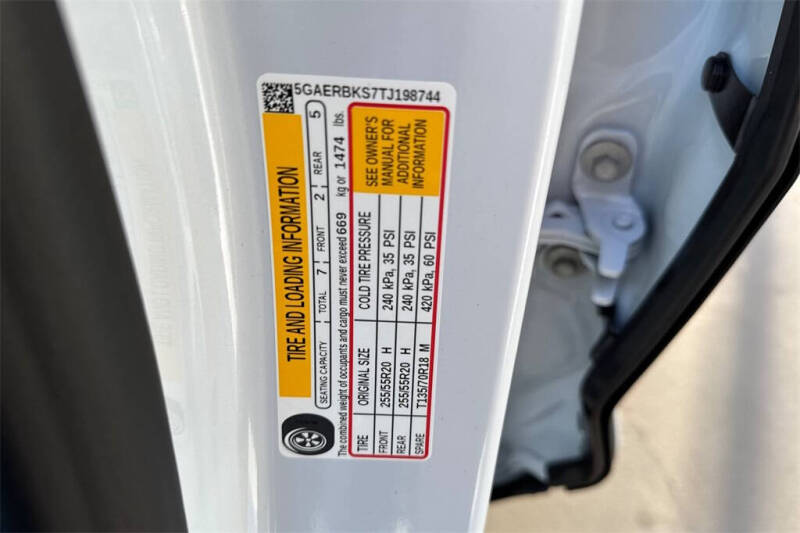 5GAERBKS7TJ198744
TIRE AND LOADING INFORMATION
SEATING CAPACITY TOTAL 7 FRONT 2 REAR 5
The combined weight of occupants and cargo must never exceed 669 kg or 1474 lbs.
TIRE ORIGINAL SIZE COLD TIRE PRESSURE
FRONT 255/55R20 H 240 kPa, 35 PSI
REAR 255/55R20 H 240 kPa, 35 PSI
SPARE T135/70R18 M 420 kPa, 60 PSI
SEE OWNER'S
MANUAL FOR
ADDITIONAL
INFORMATION